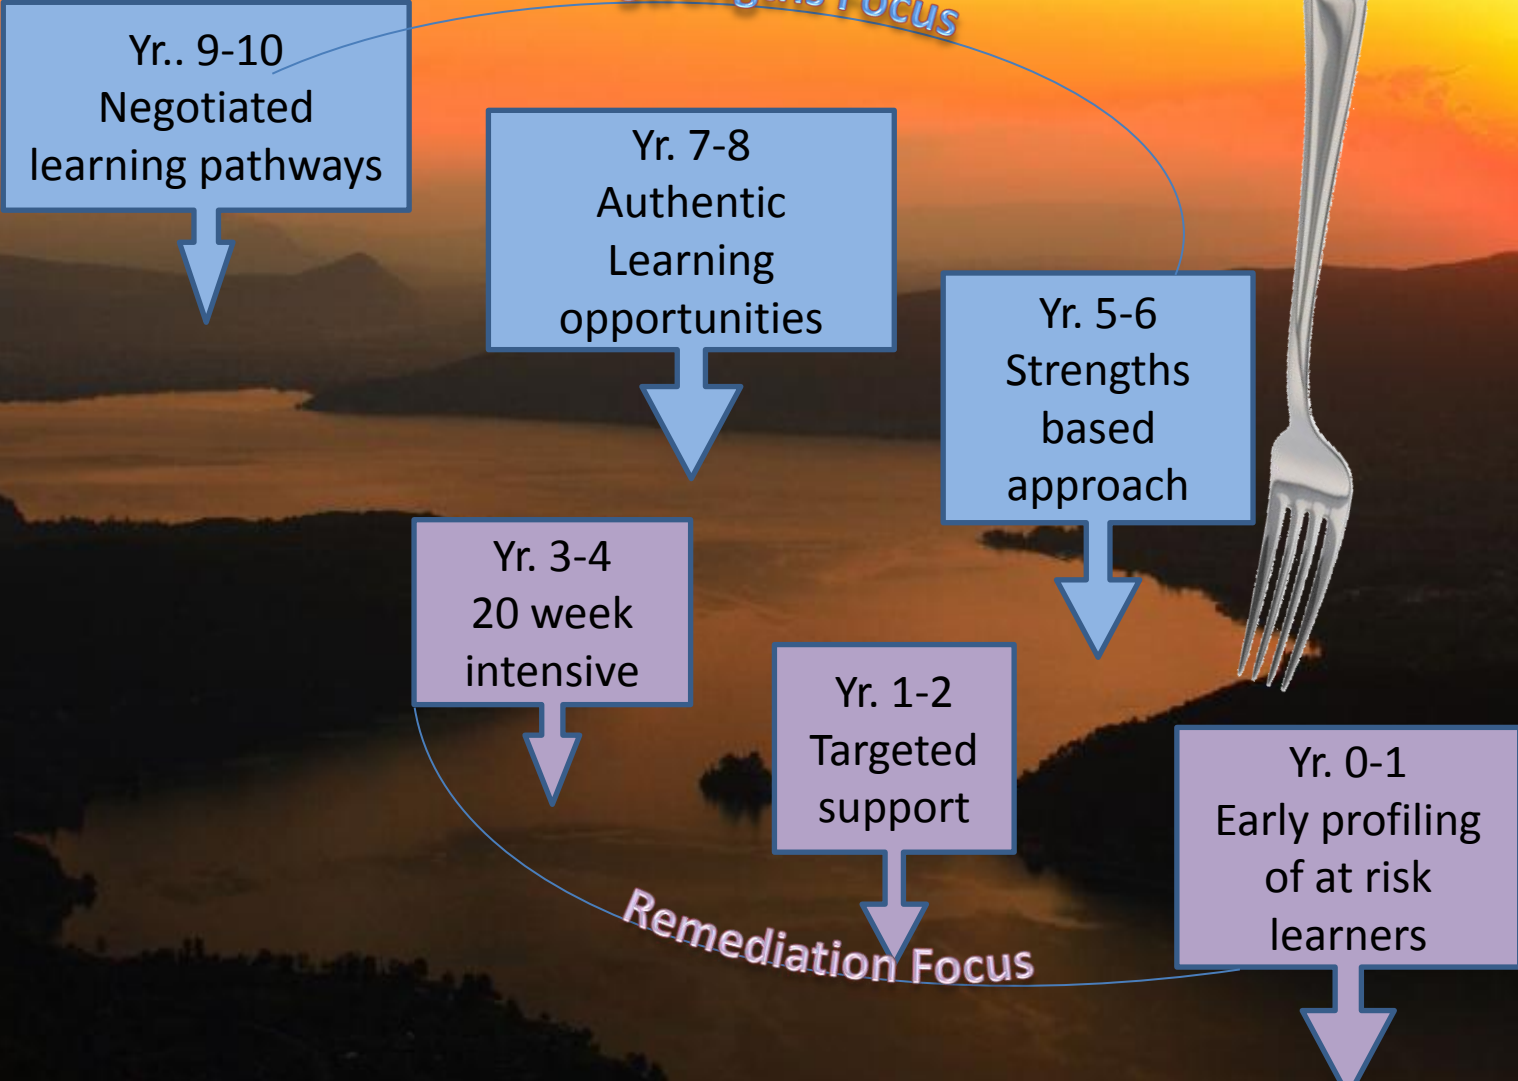 Focus
Yr.. 9-10
Negotiated
learning pathways
Yr. 7-8
Authentic
Learning
opportunities
Yr. 5-6
Strengths
based
approach
Yr. 3-4
20 week
intensive
Yr. 1-2
Targeted
support
Yr. 0-1
Early profiling
of at risk
learners
Remediation Focus